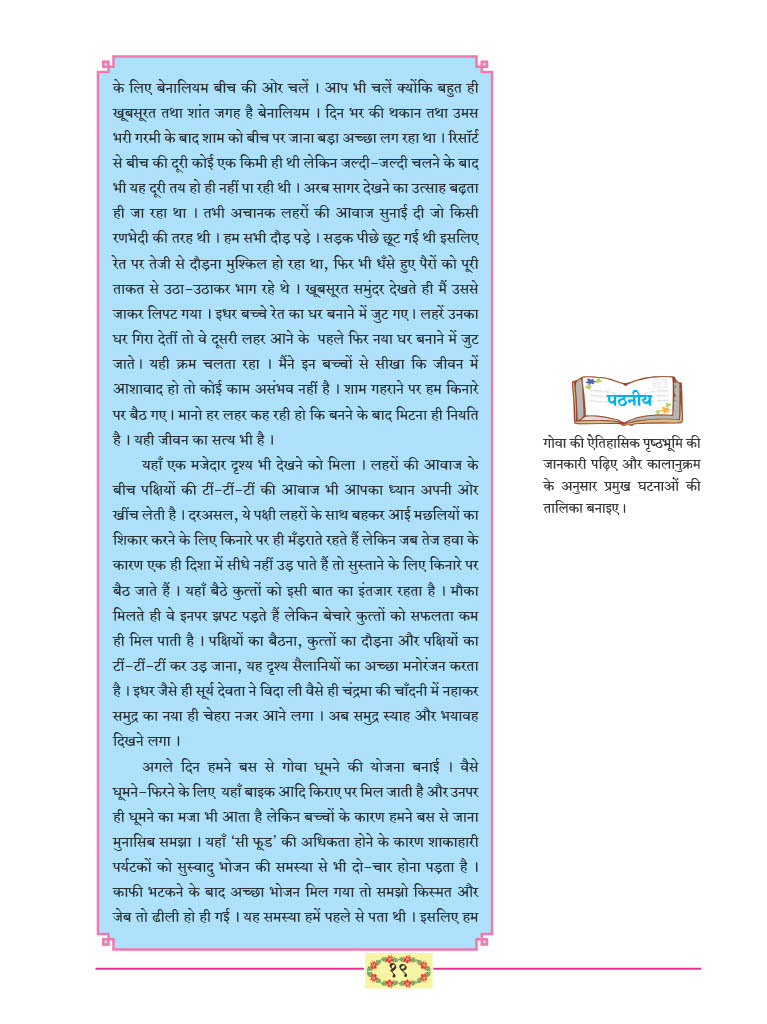 के लिए बेनालियम बीच की ओर चलें । आप भी चलें क्योंकि बहुत ही
खूबसूरत तथा शांत जगह है बेनालियम । दिन भर की थकान तथा उमस
भरी गरमी के बाद शाम को बीच पर जाना बड़ा अच्छा लग रहा था । रिसॉर्ट
से बीच की दूरी कोई एक किमी ही थी लेकिन जल्दी-जल्दी चलने के बाद
भी यह दूरी तय हो ही नहीं पा रही थी । अरब सागर देखने का उत्साह बढ़ता
ही जा रहा था । तभी अचानक लहरों की आवाज सुनाई दी जो किसी
रणभेदी की तरह थी । हम सभी दौड़ पड़े । सड़क पीछे छूट गई थी इसलिए
रेत पर तेजी से दौड़ना मुश्किल हो रहा था, फिर भी धँसे हुए पैरों को पूरी
ताकत से उठा-उठाकर भाग रहे थे । खूबसूरत समुंदर देखते ही मैं उससे
जाकर लिपट गया । इधर बच्चे रेत का घर बनाने में जुट गए। लहरें उनका
घर गिरा देतीं तो वे दूसरी लहर आने के पहले फिर नया घर बनाने में जुट
जाते । यही क्रम चलता रहा । मैंने इन बच्चों से सीखा कि जीवन में
आशावाद हो तो कोई काम असंभव नहीं है । शाम गहराने पर हम किनारे
पर बैठ गए। मानो हर लहर कह रही हो कि बनने के बाद मिटना ही नियति
है । यही जीवन का सत्य भी है ।
यहाँ एक मजेदार दृश्य भी देखने को मिला । लहरों की आवाज के
बीच पक्षियों की टीं-टीं-टीं की आवाज भी आपका ध्यान अपनी ओर
खींच लेती है । दरअसल, ये पक्षी लहरों के साथ बहकर आई मछलियों का
शिकार करने के लिए किनारे पर ही मँड़राते रहते हैं लेकिन जब तेज हवा के
कारण एक ही दिशा में सीधे नहीं उड़ पाते हैं तो सुस्ताने के लिए किनारे पर
बैठ जाते हैं । यहाँ बैठे कुत्तों को इसी बात का इंतजार रहता है । मौका
मिलते ही वे इनपर झपट पड़ते हैं लेकिन बेचारे कुत्तों को सफलता कम
ही मिल पाती है । पक्षियों का बैठना, कुत्तों का दौड़ना और पक्षियों का
टीं-टीं-टीं कर उड़ जाना, यह दृश्य सैलानियों का अच्छा मनोरंजन करता
है । इधर जैसे ही सूर्य देवता ने विदा ली वैसे ही चंद्रमा की चाँदनी में नहाकर
समुद्र का नया ही चेहरा नजर आने लगा । अब समुद्र स्याह और भयावह
दिखने लगा ।
अगले दिन हमने बस से गोवा घूमने की योजना बनाई । वैसे
घूमने-फिरने के लिए यहाँ बाइक आदि किराए पर मिल जाती है और उनपर
ही घूमने का मजा भी आता है लेकिन बच्चों के कारण हमने बस से जाना
मुनासिब समझा । यहाँ ‘सी फूड’ की अधिकता होने के कारण शाकाहारी
पर्यटकों को सुस्वादु भोजन की समस्या से भी दो-चार होना पड़ता है ।
काफी भटकने के बाद अच्छा भोजन मिल गया तो समझो किस्मत और
जेब तो ढीली हो ही गई । यह समस्या हमें पहले से पता थी । इसलिए हम
पठनीय
गोवा की ऐतिहासिक पृष्ठभूमि की
जानकारी पढ़िए और कालानुक्रम
के अनुसार प्रमुख घटनाओं की
तालिका बनाइए ।
१९